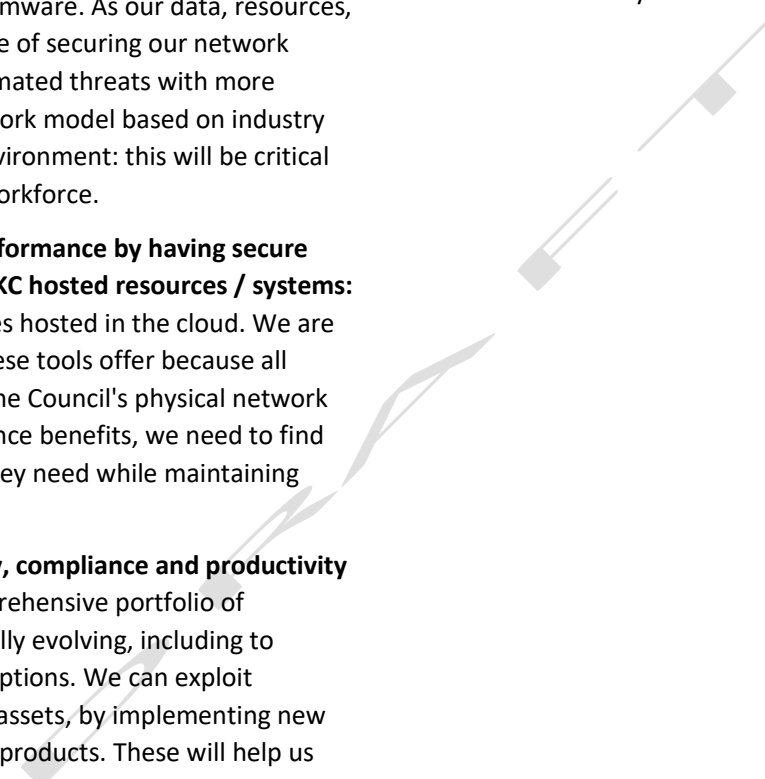 mware. As our data, resources,
e of securing our network
mated threats with more
ork model based on industry
vironment: this will be critical
orkforce.
formance by having secure
KC hosted resources / systems:
es hosted in the cloud. We are
ese tools offer because all
he Council's physical network
nce benefits, we need to find
ey need while maintaining
, compliance and productivity
rehensive portfolio of
lly evolving, including to
ptions. We can exploit
assets, by implementing new
products. These will help us